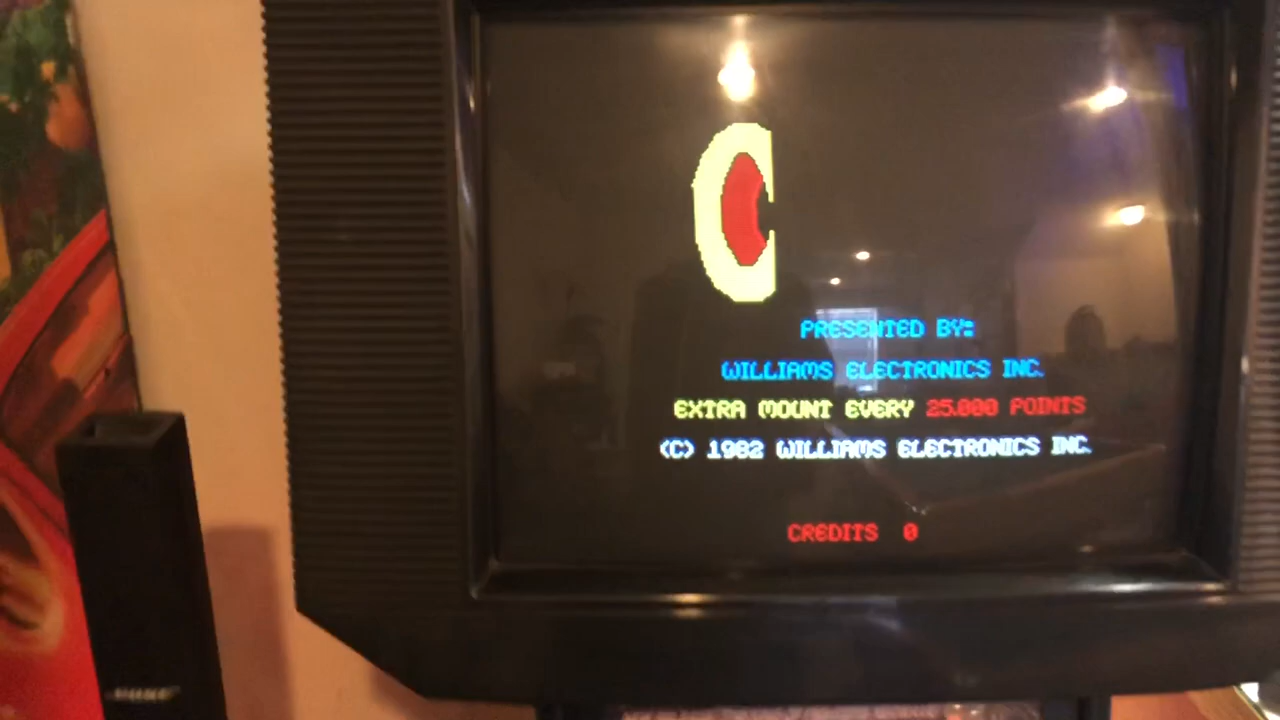 PRESENTED BY:
WILLIAMS ELECTRONICS INC.
EXTRA MOUNT EVERY 25,000 POINTS
(C) 1982 WILLIAMS ELECTRONICS INC.
CREDITS 0